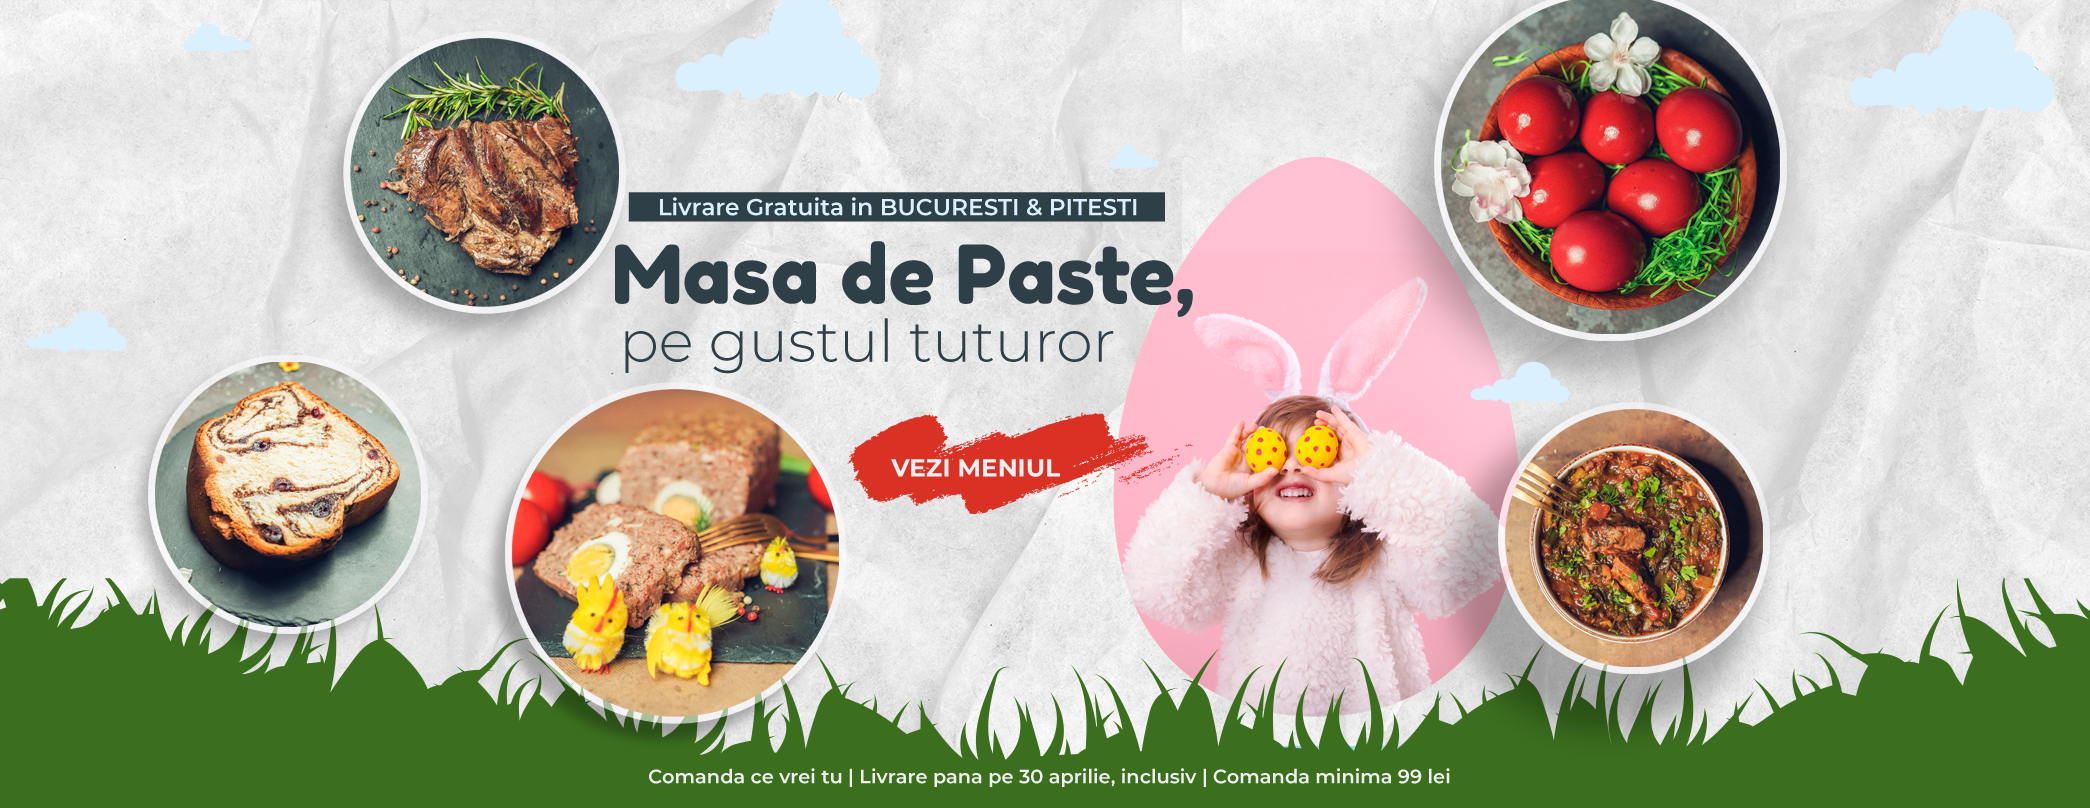 Livrare Gratuita in BUCURESTI & PITESTI
Masa de Paste,
pe gustul tuturor
VEZI MENIUL
Comanda ce vrei tu | Livrare pana pe 30 aprilie, inclusiv | Comanda minima 99 lei